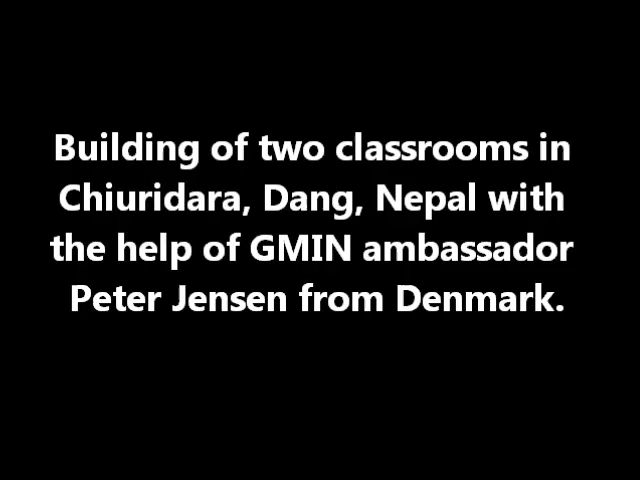 Building of two classrooms in
Chiuridara, Dang, Nepal with
the help of GMIN ambassador
Peter Jensen from Denmark.